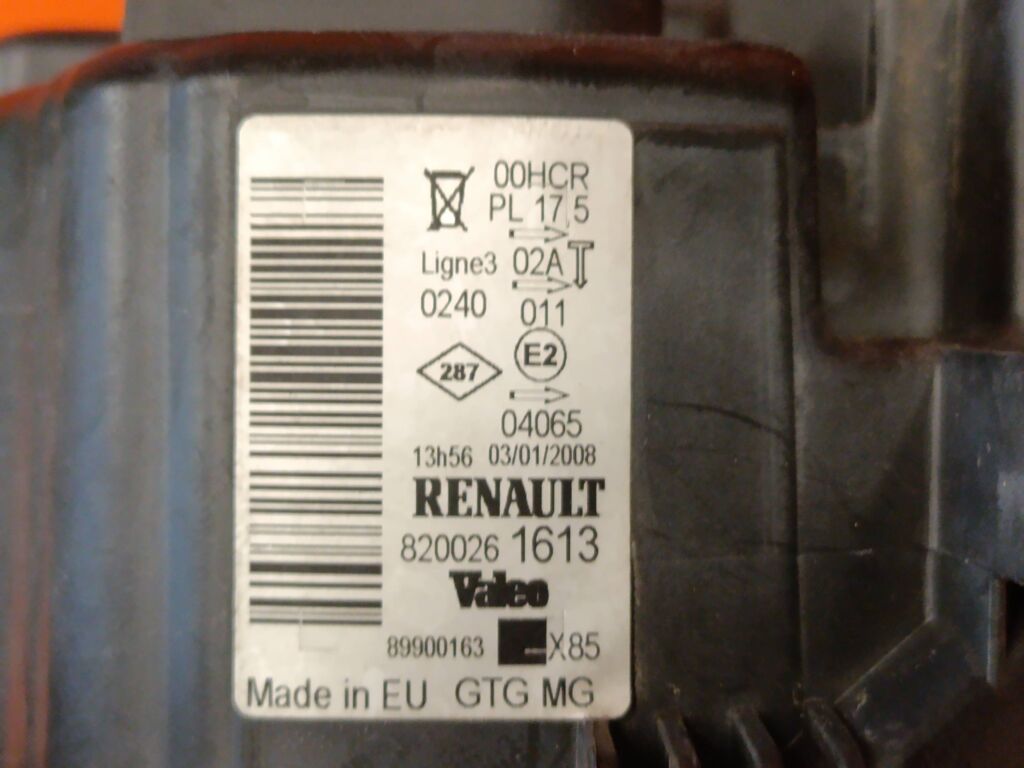 00HCR
PL 17,5
Ligne3 02A
0240 011
287 E2
04065
13h56 03/01/2008
RENAULT
820026 1613
Valeo
89900163 X85
Made in EU GTG MG